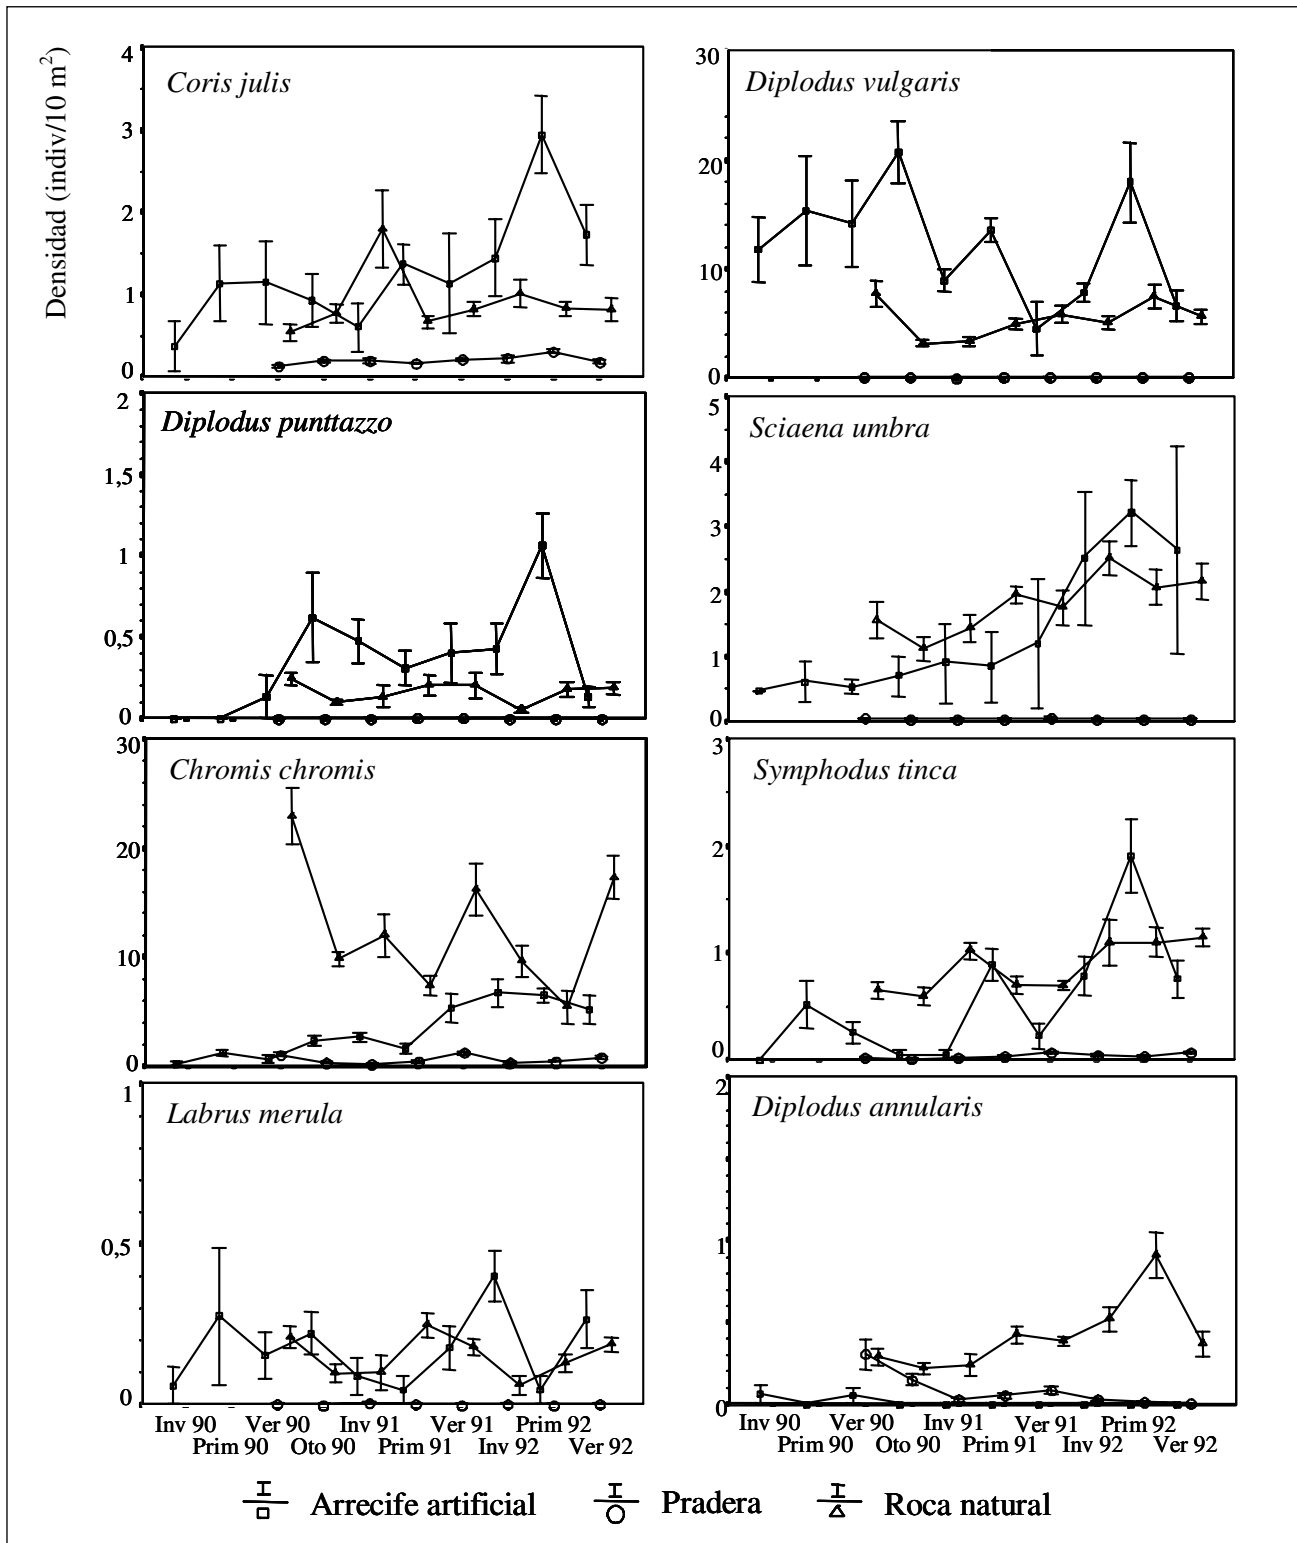 Densidad (indiv/10 m²)
Coris julis
4
3
2
1
0
Diplodus vulgaris
30
20
10
0
Diplodus punttazzo
2
1,5
1
0,5
0
Sciaena umbra
5
4
3
2
1
0
Chromis chromis
30
20
10
0
Symphodus tinca
3
2
1
0
Labrus merula
1
0,5
0
Diplodus annularis
2
1
0
Inv 90 Ver 90 Inv 91 Ver 91 Prim 92
Prim 90 Oto 90 Prim 91 Inv 92 Ver 92
Inv 90 Ver 90 Inv 91 Ver 91 Prim 92
Prim 90 Oto 90 Prim 91 Inv 92 Ver 92
Arrecife artificial Pradera Roca natural